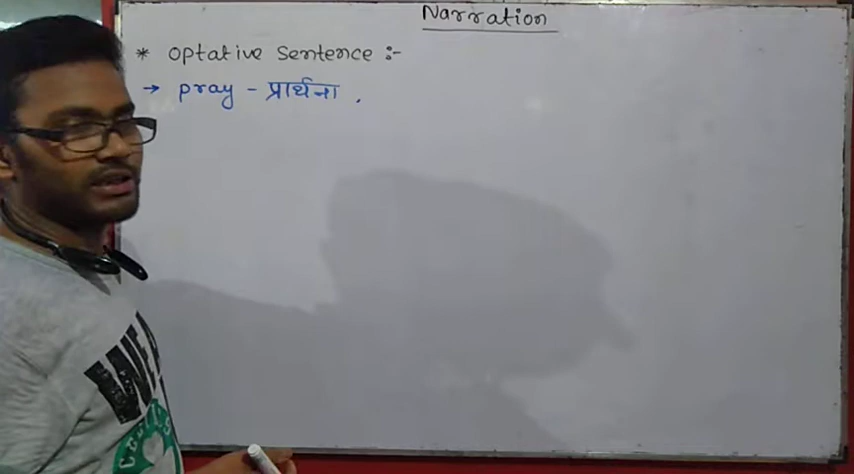 Narration
* optative Sentence :-
→ pray - प्रार्थना .